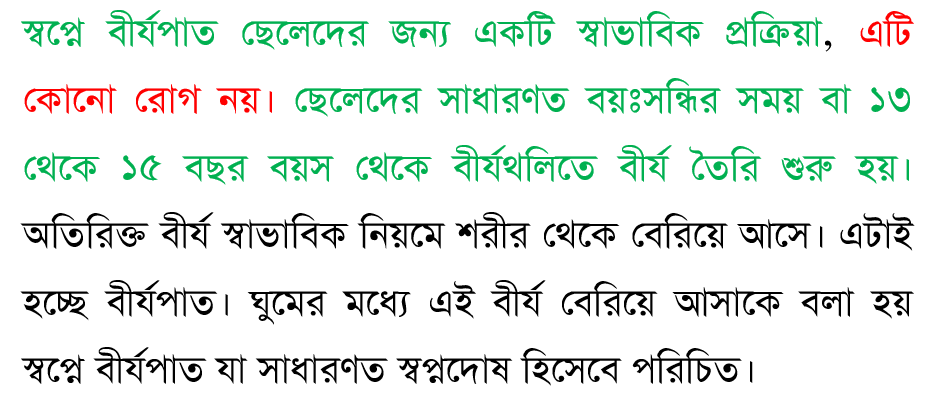 স্বপ্নে বীর্যপাত ছেলেদের জন্য একটি স্বাভাবিক প্রক্রিয়া, এটি
কোনো রোগ নয়। ছেলেদের সাধারণত বয়ঃসন্ধির সময় বা ১৩
থেকে ১৫ বছর বয়স থেকে বীর্যথলিতে বীর্য তৈরি শুরু হয়।
অতিরিক্ত বীর্য স্বাভাবিক নিয়মে শরীর থেকে বেরিয়ে আসে। এটাই
হচ্ছে বীর্যপাত। ঘুমের মধ্যে এই বীর্য বেরিয়ে আসাকে বলা হয়
স্বপ্নে বীর্যপাত যা সাধারণত স্বপ্নদোষ হিসেবে পরিচিত।